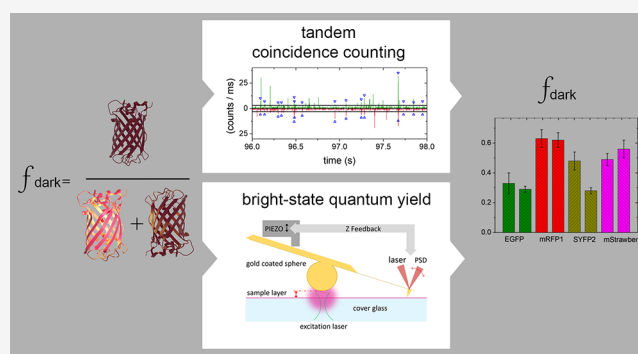 tandem
coincidence counting
(counts / ms)
25
0
25
96.0 96.5 97.0 97.5 98.0
time (s)
f dark =
+
bright-state quantum yield
PIEZO
Z Feedback
gold coated sphere
laser
PSD
sample layer
cover glass
excitation laser
f dark
0.6
0.4
0.2
0.0
EGFP mRFP1 SYFP2 mStrawber